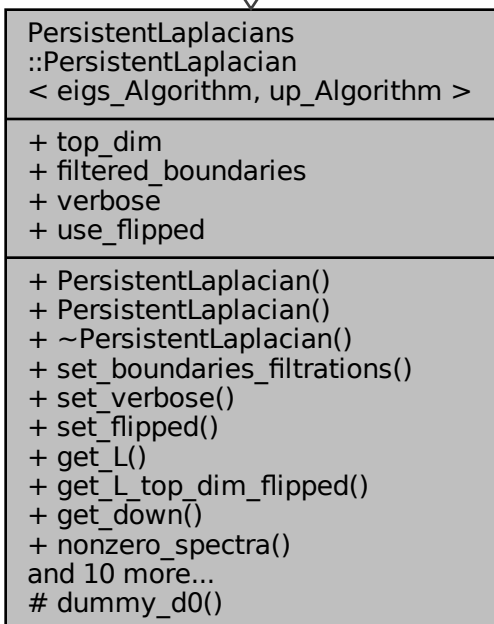 PersistentLaplacians
::PersistentLaplacian
< eigs_Algorithm, up_Algorithm >
+ top_dim
+ filtered_boundaries
+ verbose
+ use_flipped
+ PersistentLaplacian()
+ PersistentLaplacian()
+ ~PersistentLaplacian()
+ set_boundaries_filtrations()
+ set_verbose()
+ set_flipped()
+ get_L()
+ get_L_top_dim_flipped()
+ get_down()
+ nonzero_spectra()
and 10 more...
# dummy_d0()